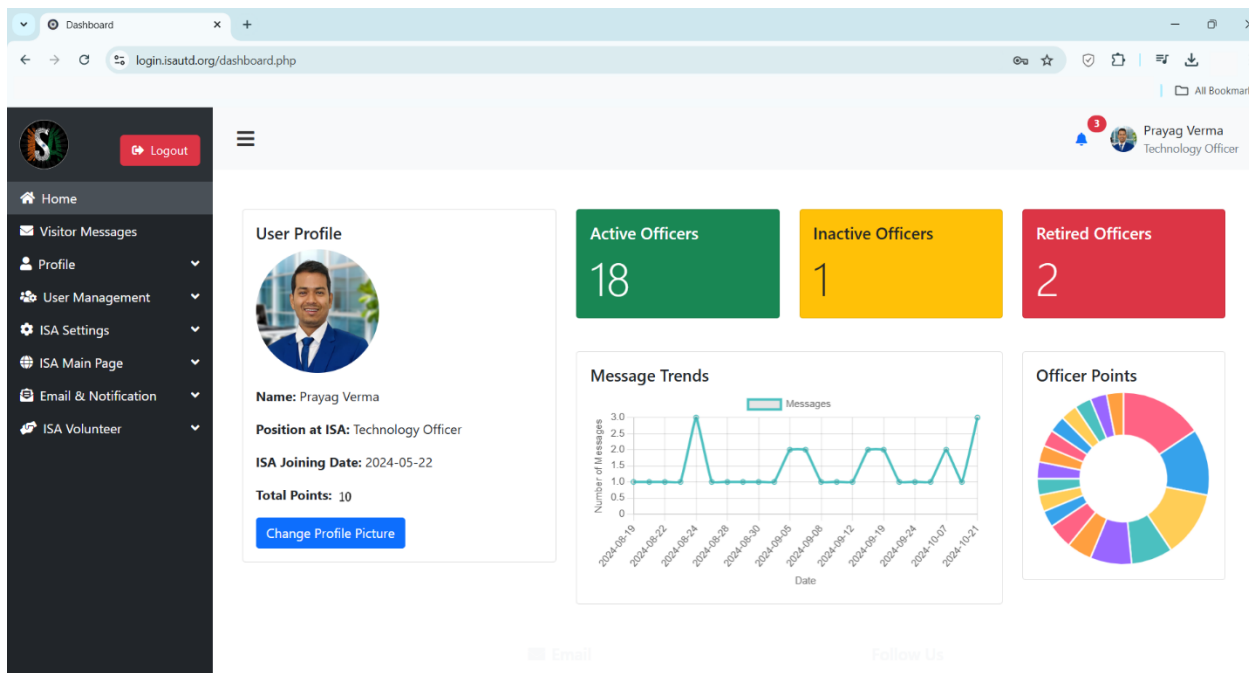 Dashboard
login.isautd.org/dashboard.php
All Bookmar
Logout
3
Prayag Verma
Technology Officer
Home
Visitor Messages
Profile
User Management
ISA Settings
ISA Main Page
Email & Notification
ISA Volunteer
User Profile
Name: Prayag Verma
Position at ISA: Technology Officer
ISA Joining Date: 2024-05-22
Total Points: 10
Change Profile Picture
Active Officers
18
Inactive Officers
1
Retired Officers
2
Message Trends
Messages
Number of Messages
3.0
2.5
2.0
1.5
1.0
0.5
0
2024-08-19
2024-08-22
2024-08-24
2024-08-28
2024-08-30
2024-09-05
2024-09-08
2024-09-12
2024-09-19
2024-09-24
2024-10-07
2024-10-21
Date
Officer Points
Email
Follow Us